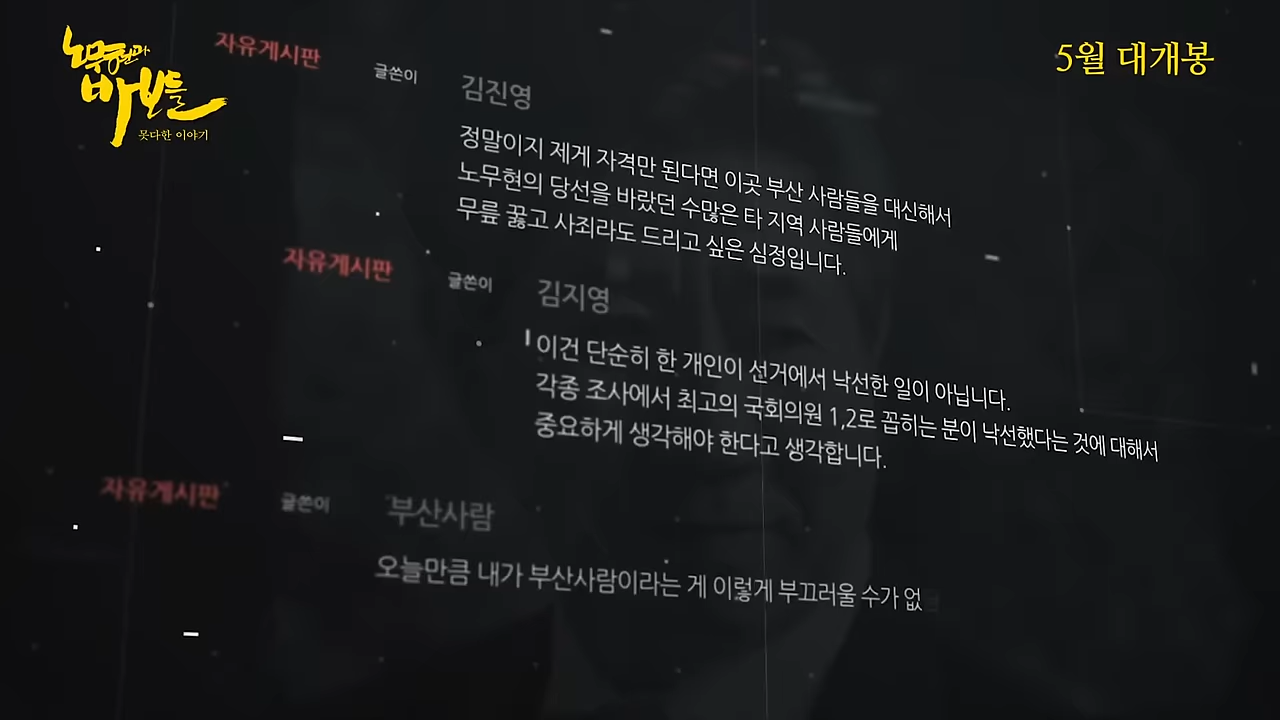 노무현과
바보들
못다한 이야기
5월 대개봉
자유게시판 글쓴이 김진영
정말이지 제게 자격만 된다면 이곳 부산 사람들을 대신해서
노무현의 당선을 바랐던 수많은 타 지역 사람들에게
무릎 꿇고 사죄라도 드리고 싶은 심정입니다.
자유게시판 글쓴이 김지영
이건 단순히 한 개인이 선거에서 낙선한 일이 아닙니다.
각종 조사에서 최고의 국회의원 1,2로 꼽히는 분이 낙선했다는 것에 대해서
중요하게 생각해야 한다고 생각합니다.
자유게시판 글쓴이 부산사람
오늘만큼 내가 부산사람이라는 게 이렇게 부끄러울 수가 없